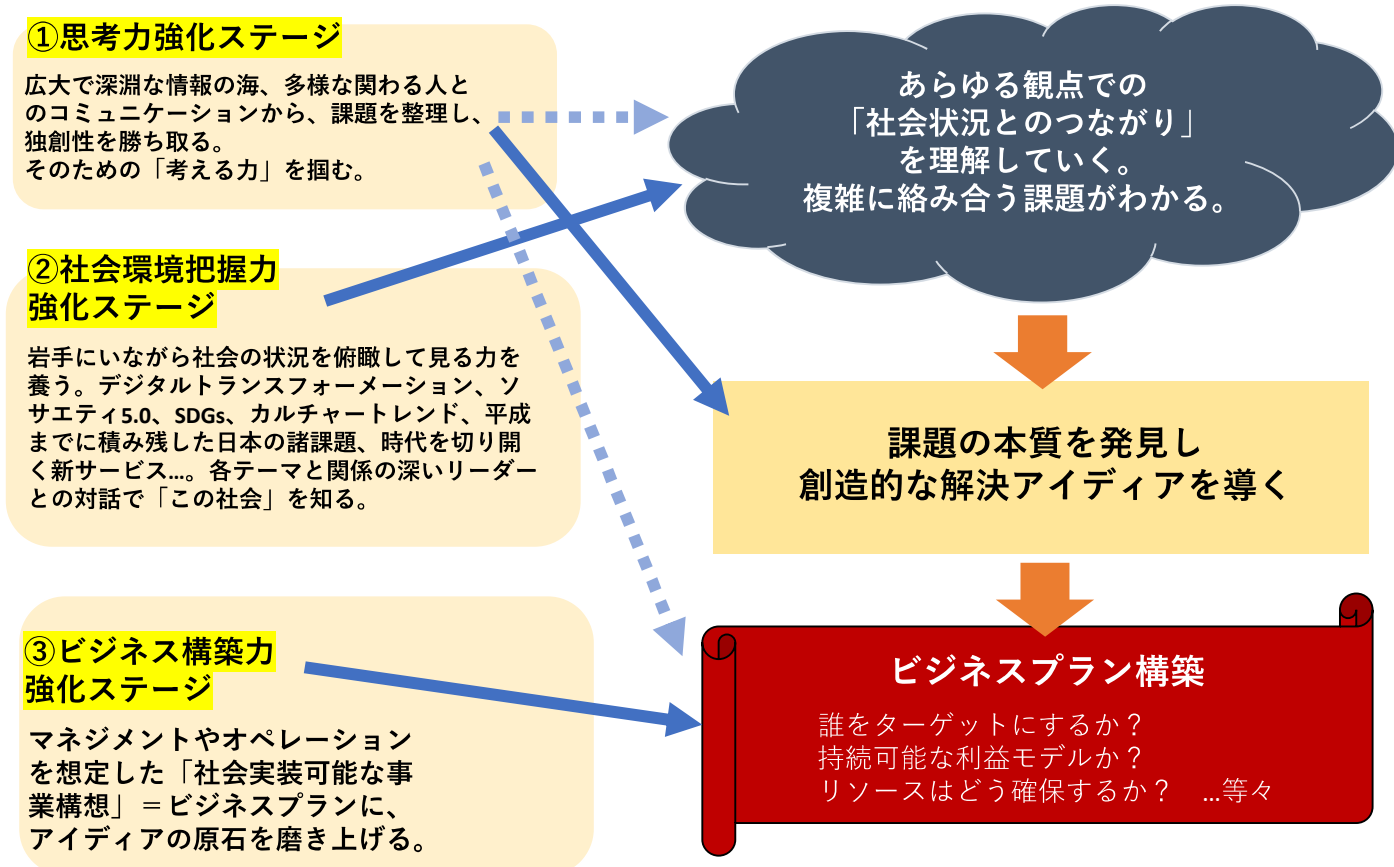 ①思考力強化ステージ
広大で深淵な情報の海、多様な関わる人と
のコミュニケーションから、課題を整理し、
独創性を勝ち取る。
そのための「考える力」を掴む。
②社会環境把握力
強化ステージ
岩手にいながら社会の状況を俯瞰して見る力を
養う。デジタルトランスフォーメーション、ソ
サエティ5.0、SDGs、カルチャートレンド、平成
までに積み残した日本の諸課題、時代を切り開
く新サービス…。各テーマと関係の深いリーダー
との対話で「この社会」を知る。
③ビジネス構築力
強化ステージ
マネジメントやオペレーション
を想定した「社会実装可能な事
業構想」＝ビジネスプランに、
アイディアの原石を磨き上げる。
あらゆる観点での
「社会状況とのつながり」
を理解していく。
複雑に絡み合う課題がわかる。
課題の本質を発見し
創造的な解決アイディアを導く
ビジネスプラン構築
誰をターゲットにするか？
持続可能な利益モデルか？
リソースはどう確保するか？　…等々